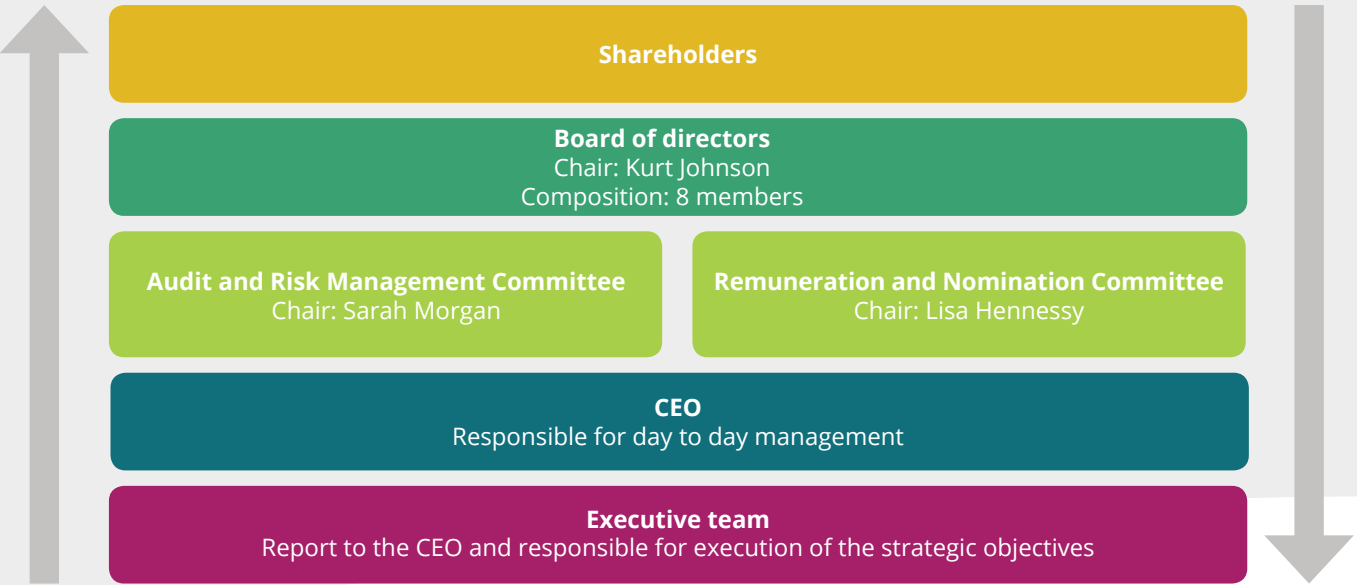 Shareholders
Board of directors
Chair: Kurt Johnson
Composition: 8 members
Audit and Risk Management Committee
Chair: Sarah Morgan
Remuneration and Nomination Committee
Chair: Lisa Hennessy
CEO
Responsible for day to day management
Executive team
Report to the CEO and responsible for execution of the strategic objectives